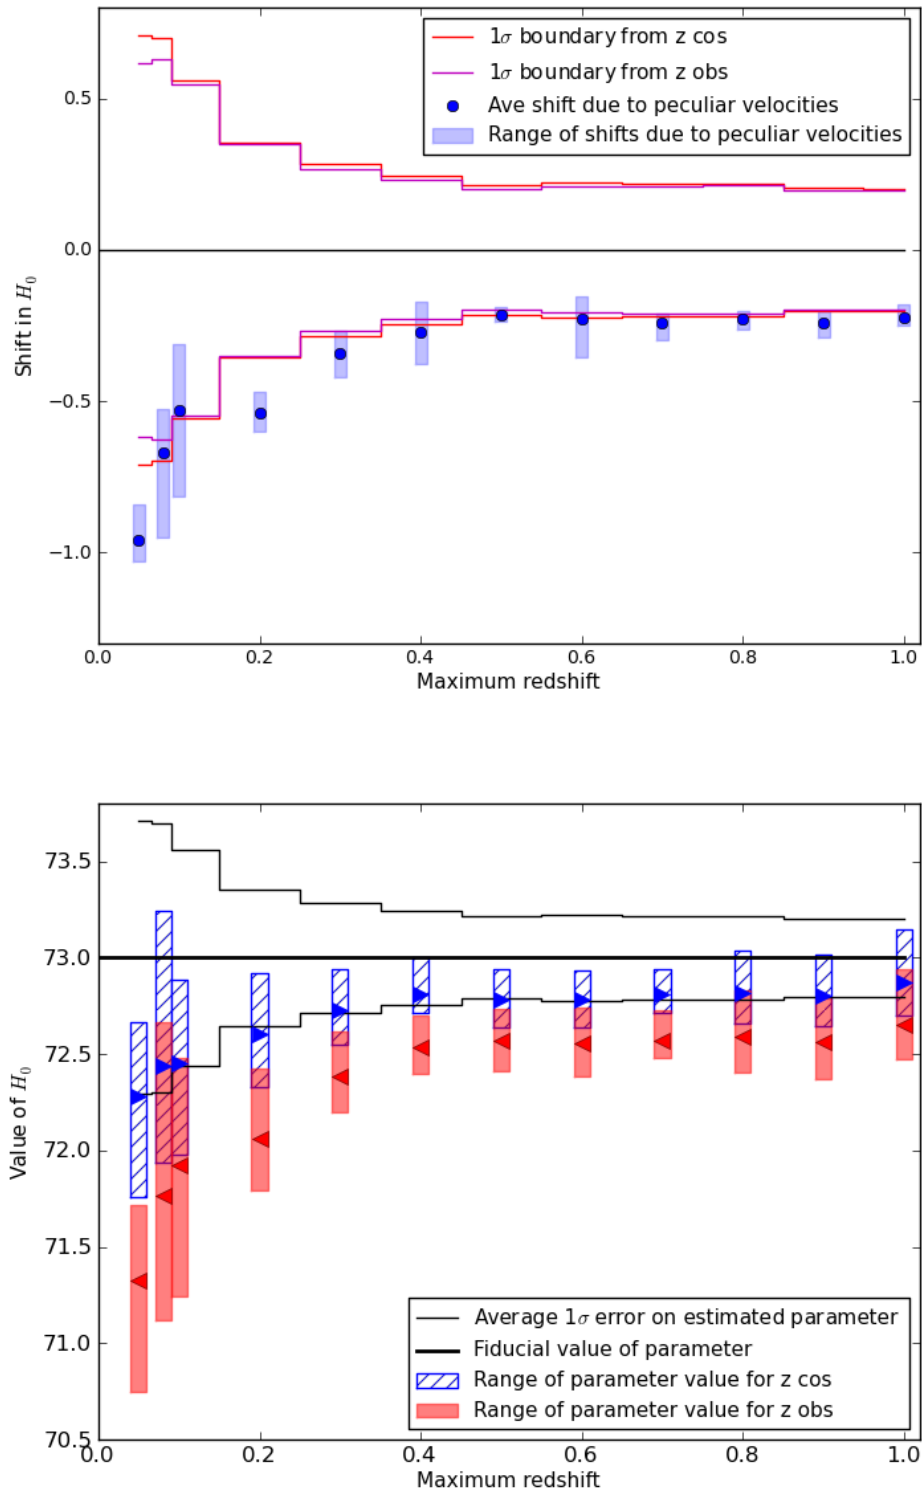 1σ boundary from z cos
1σ boundary from z obs
Ave shift due to peculiar velocities
Range of shifts due to peculiar velocities
0.5
0.0
−0.5
−1.0
Shift in H₀
0.0 0.2 0.4 0.6 0.8 1.0
Maximum redshift
73.5
73.0
72.5
72.0
71.5
71.0
70.5
Value of H₀
Average 1σ error on estimated parameter
Fiducial value of parameter
Range of parameter value for z cos
Range of parameter value for z obs
0.0 0.2 0.4 0.6 0.8 1.0
Maximum redshift